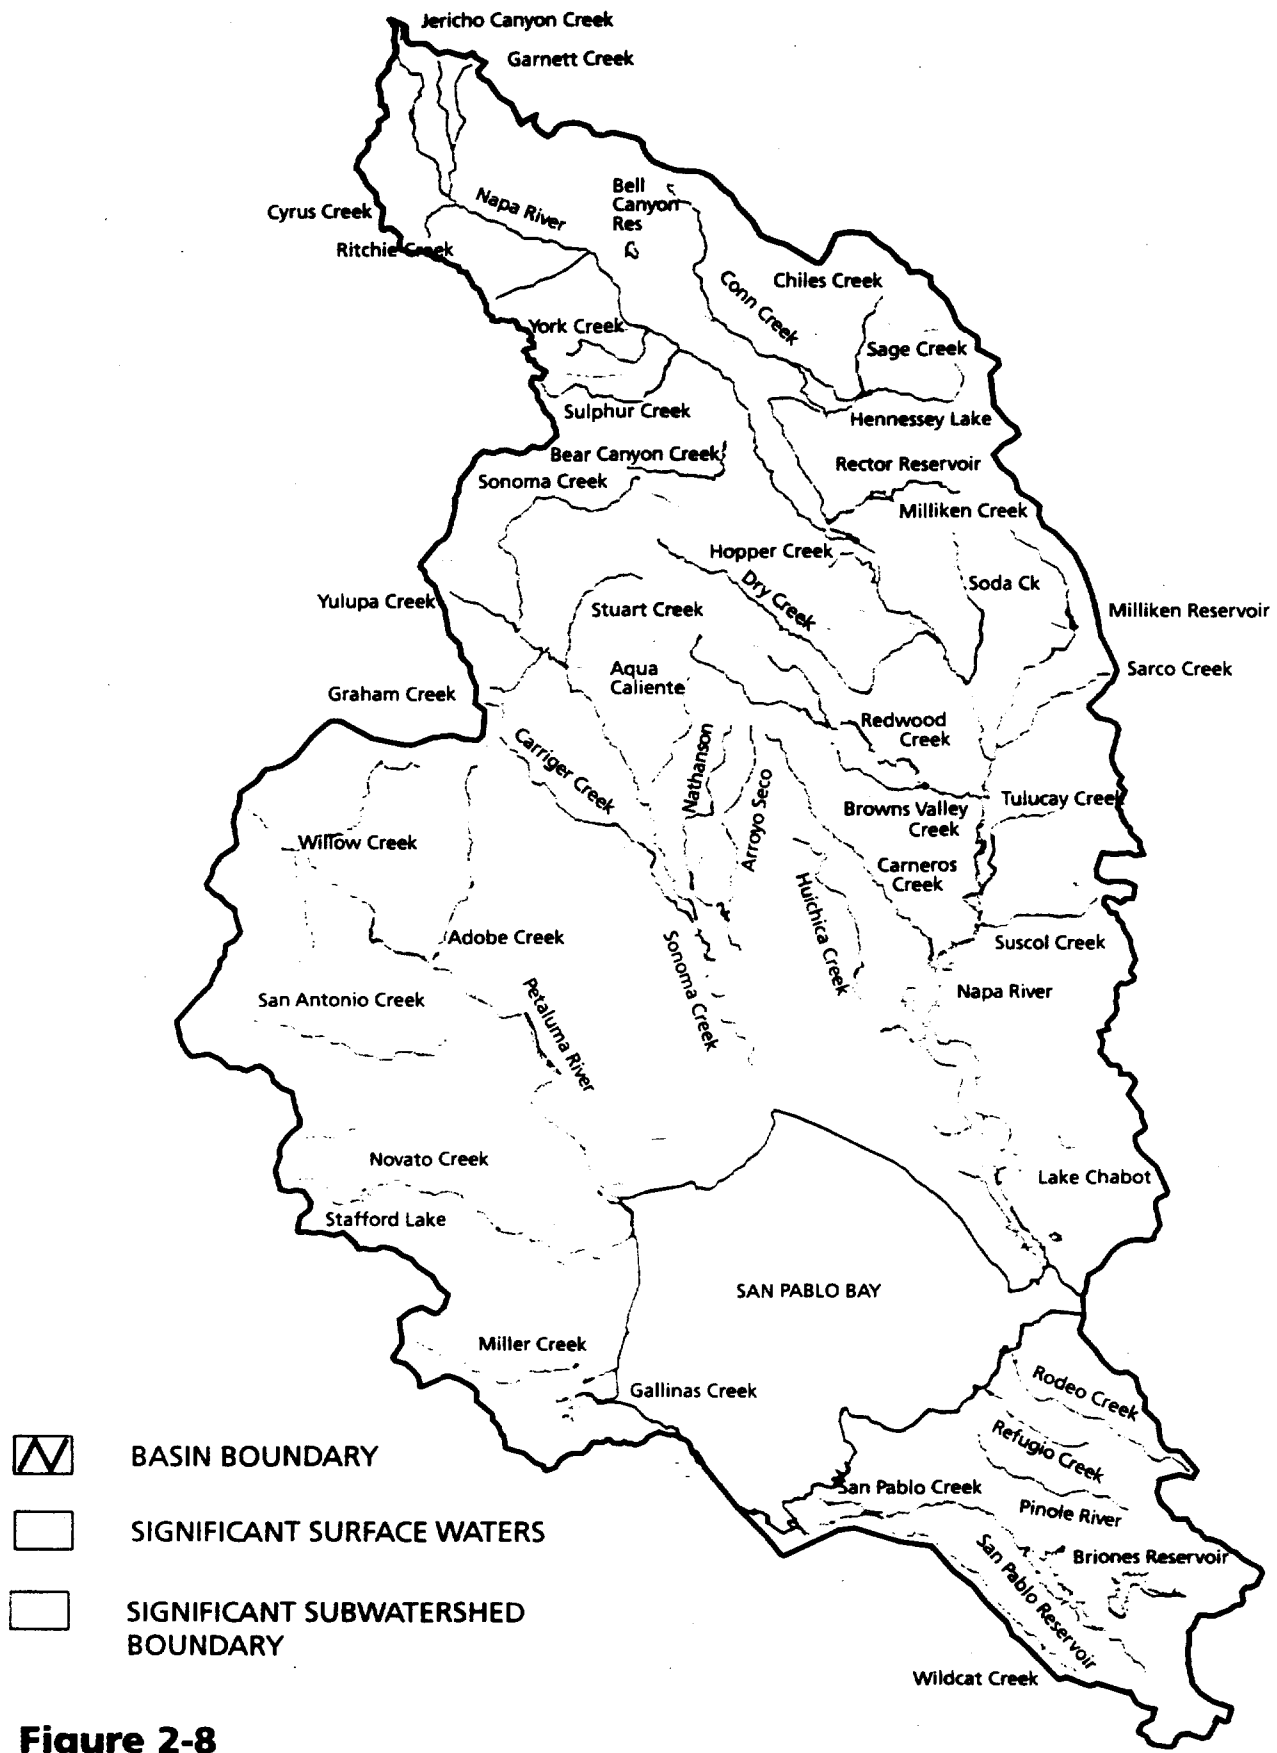 Jericho Canyon Creek
Garnett Creek
Bell
Canyon
Res
Napa River
Cyrus Creek
Ritchie Creek
Chiles Creek
Conn Creek
York Creek
Sage Creek
Sulphur Creek
Hennessey Lake
Bear Canyon Creek
Rector Reservoir
Sonoma Creek
Milliken Creek
Hopper Creek
Dry Creek
Soda Ck
Yulupa Creek
Stuart Creek
Milliken Reservoir
Aqua
Caliente
Sarco Creek
Graham Creek
Redwood
Creek
Carriger Creek
Nathanson
Arroyo Seco
Tulucay Creek
Browns Valley
Creek
Willow Creek
Carneros
Creek
Huichica Creek
Adobe Creek
Sonoma Creek
Suscol Creek
San Antonio Creek
Petaluma River
Napa River
Novato Creek
Lake Chabot
Stafford Lake
SAN PABLO BAY
Miller Creek
Gallinas Creek
Rodeo Creek
Refugio Creek
San Pablo Creek
Pinole River
San Pablo Reservoir
Briones Reservoir
Wildcat Creek
BASIN BOUNDARY
SIGNIFICANT SURFACE WATERS
SIGNIFICANT SUBWATERSHED
BOUNDARY
Figure 2-8